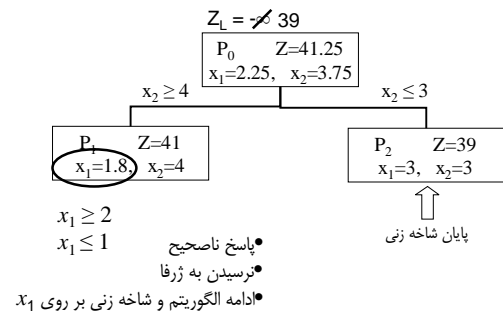 Z_L = -∞ 39
P_0 Z=41.25
x_1=2.25, x_2=3.75
x_2 ≥ 4
x_2 ≤ 3
P_1 Z=41
x_1=1.8, x_2=4
P_2 Z=39
x_1=3, x_2=3
x_1 ≥ 2
x_1 ≤ 1
پایان شاخه زنی
•پاسخ ناصحیح
•نرسیدن به ژرفا
•ادامه الگوریتم و شاخه زنی بر روی x_1